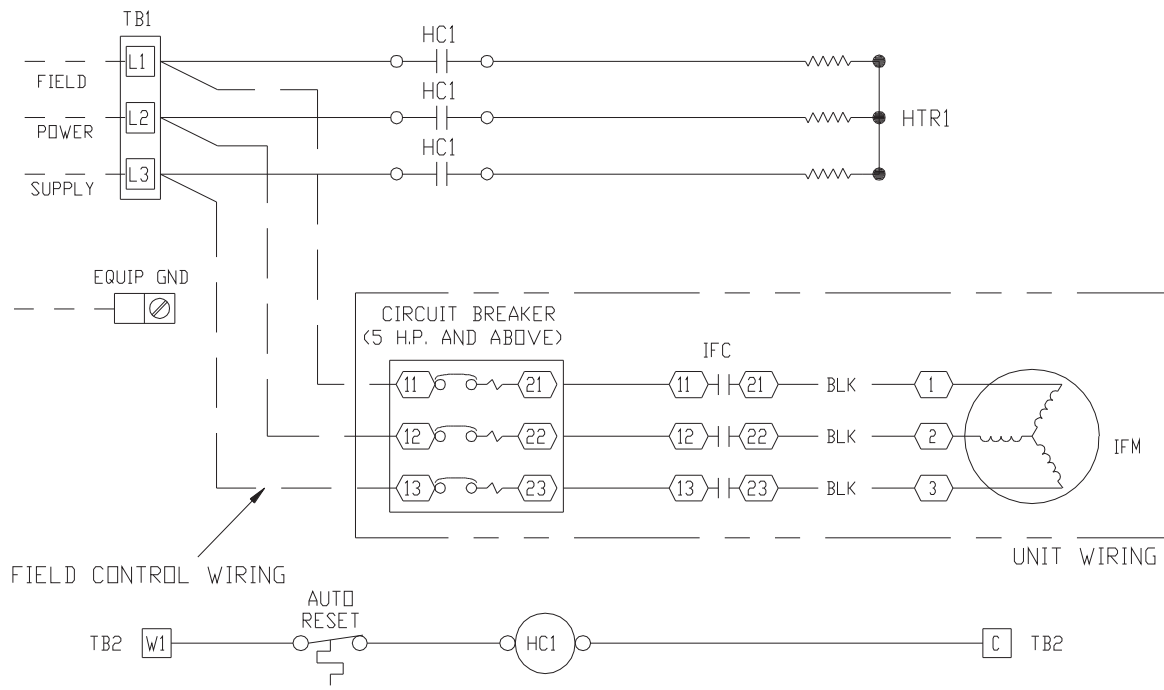 TB1
HC1
L1
FIELD
HC1
L2
POWER
HTR1
HC1
L3
SUPPLY
EQUIP GND
CIRCUIT BREAKER
(5 H.P. AND ABOVE)
IFC
11 21 11 21 BLK 1
12 22 12 22 BLK 2
IFM
13 23 13 23 BLK 3
UNIT WIRING
FIELD CONTROL WIRING
AUTO
RESET
TB2 W1 HC1 C TB2